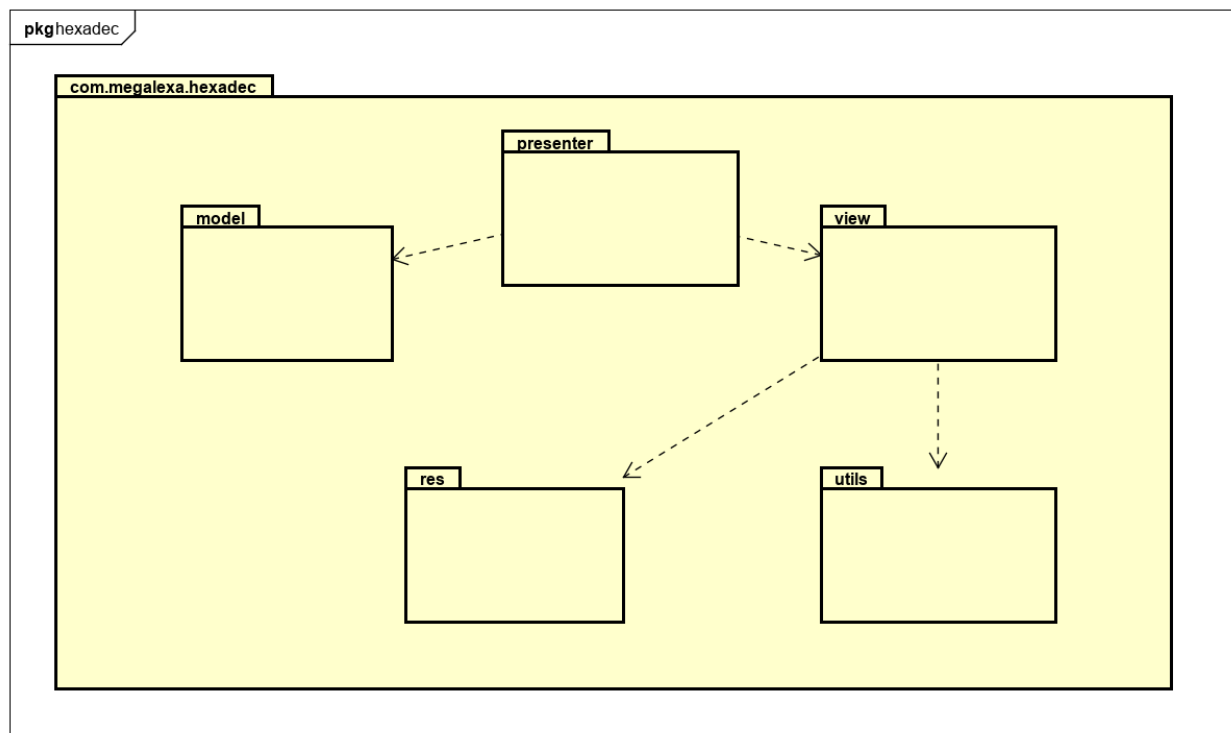 pkg hexadec
com.megalexa.hexadec
presenter
model
view
res
utils